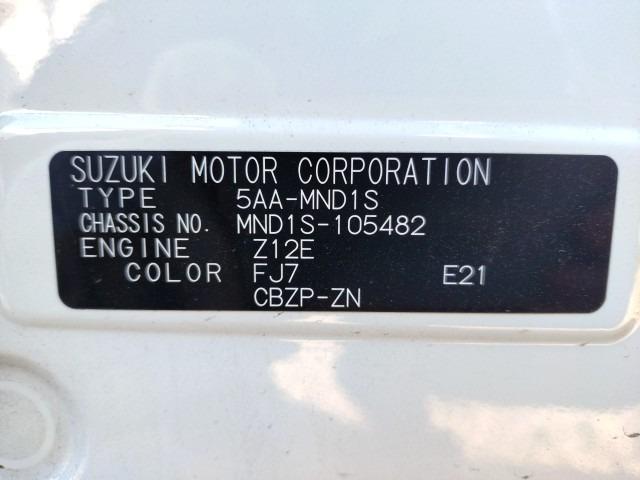 SUZUKI MOTOR CORPORATION
TYPE 5AA-MND1S
CHASSIS NO. MND1S-105482
ENGINE Z12E
COLOR FJ7 E21
CBZP-ZN